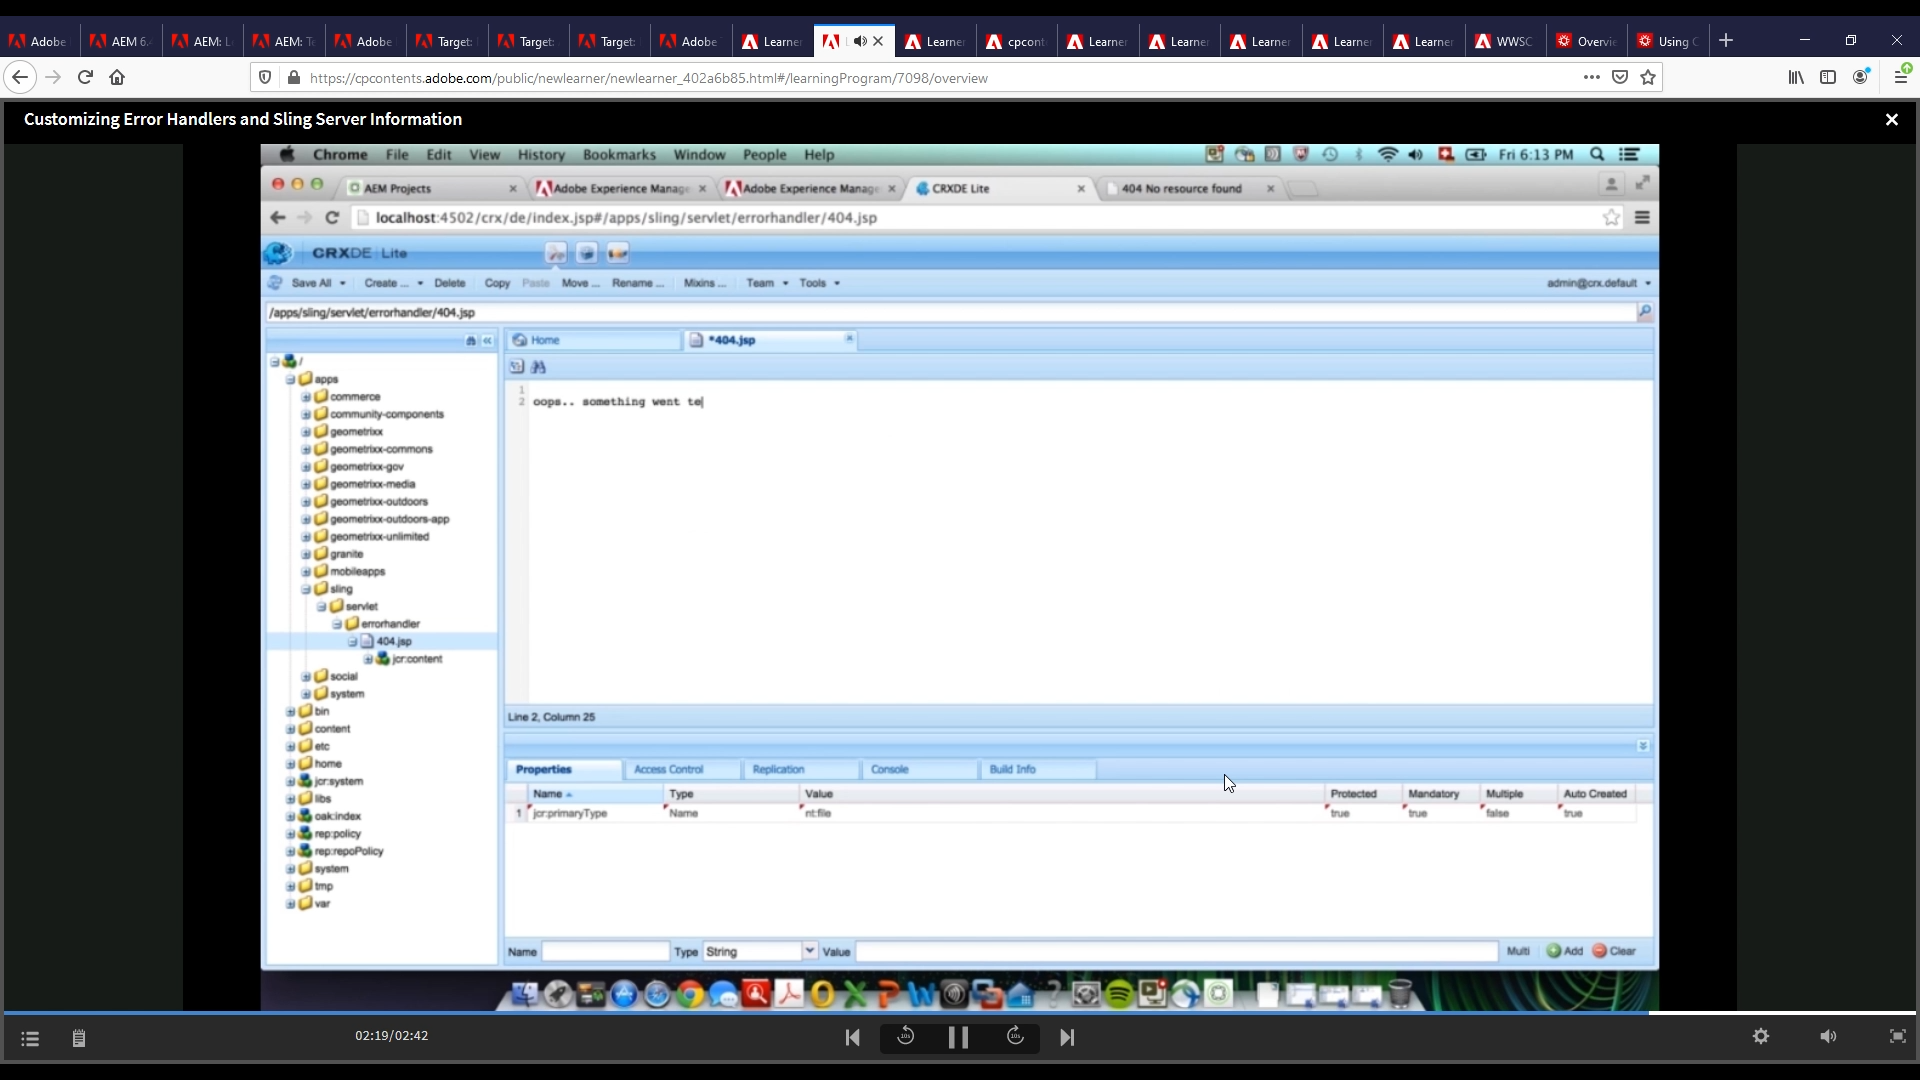 Adobe
AEM 6.
AEM: L
AEM: Te
Adobe
Target:
Target:
Target:
Adobe
Learner
L
Learner
cpcont
Learner
Learner
Learner
Learner
Learner
WWSC
Overvie
Using C
https://cpcontents.adobe.com/public/newlearner/newlearner_402a6b85.html#/learningProgram/7098/overview
Customizing Error Handlers and Sling Server Information
Chrome File Edit View History Bookmarks Window People Help
Fri 6:13 PM
AEM Projects
Adobe Experience Manage
Adobe Experience Manage
CRXDE Lite
404 No resource found
localhost:4502/crx/de/index.jsp#/apps/sling/servlet/errorhandler/404.jsp
CRXDE Lite
Save All Create ... Delete Copy Paste Move ... Rename ... Mixins ... Team Tools
admin@crx.default
/apps/sling/servlet/errorhandler/404.jsp
Home
*404.jsp
/
apps
commerce
community-components
geometrixx
geometrixx-commons
geometrixx-gov
geometrixx-media
geometrixx-outdoors
geometrixx-outdoors-app
geometrixx-unlimited
granite
mobileapps
sling
servlet
errorhandler
404.jsp
jcr:content
social
system
bin
content
etc
home
jcr:system
libs
oak:index
rep:policy
rep:repoPolicy
system
tmp
var
1
2 oops.. something went te
Line 2, Column 25
Properties Access Control Replication Console Build Info
Name Type Value Protected Mandatory Multiple Auto Created
1 jcr:primaryType Name nt:file true true false true
Name Type String Value Multi Add Clear
02:19/02:42
10s
10s